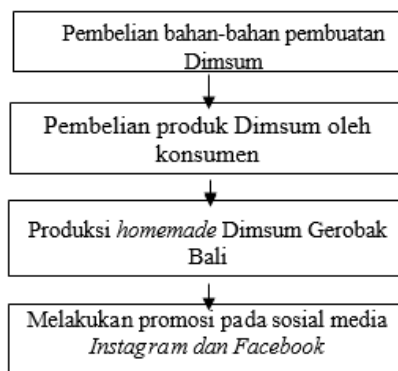 Pembelian bahan-bahan pembuatan
Dimsum
Pembelian produk Dimsum oleh
konsumen
Produksi homemade Dimsum Gerobak
Bali
Melakukan promosi pada sosial media
Instagram dan Facebook